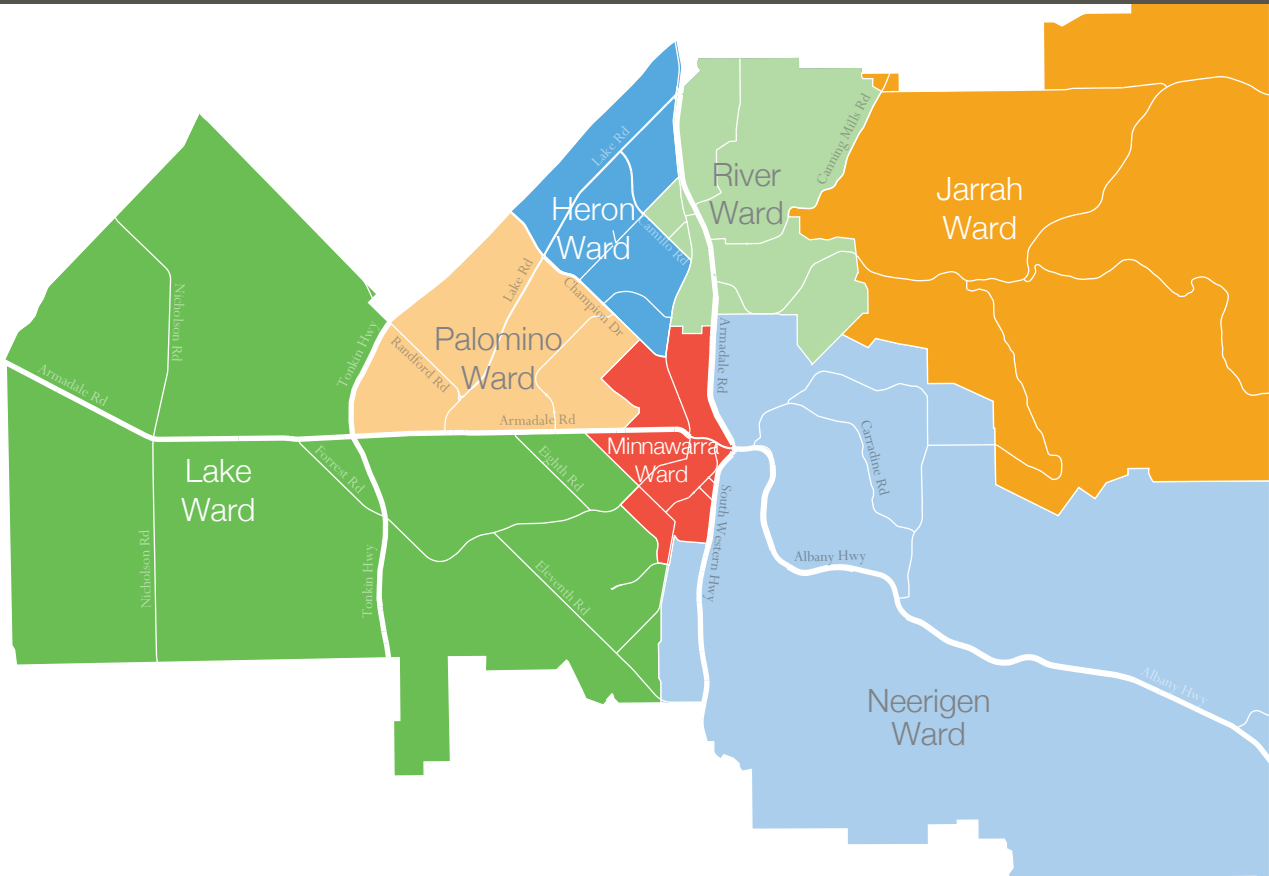 Lake Rd
Canning Mills Rd
River
Ward
Jarrah
Ward
Heron
Ward
Camillo Rd
Lake Rd
Champion Dr
Nicholson Rd
Tonkin Hwy
Randford Rd
Palomino
Ward
Armadale Rd
Armadale Rd
Armadale Rd
Minnawarra
Ward
Carradine Rd
Lake
Ward
Forrest Rd
Eighth Rd
South Western Hwy
Nicholson Rd
Tonkin Hwy
Eleventh Rd
Albany Hwy
Albany Hwy
Neerigen
Ward